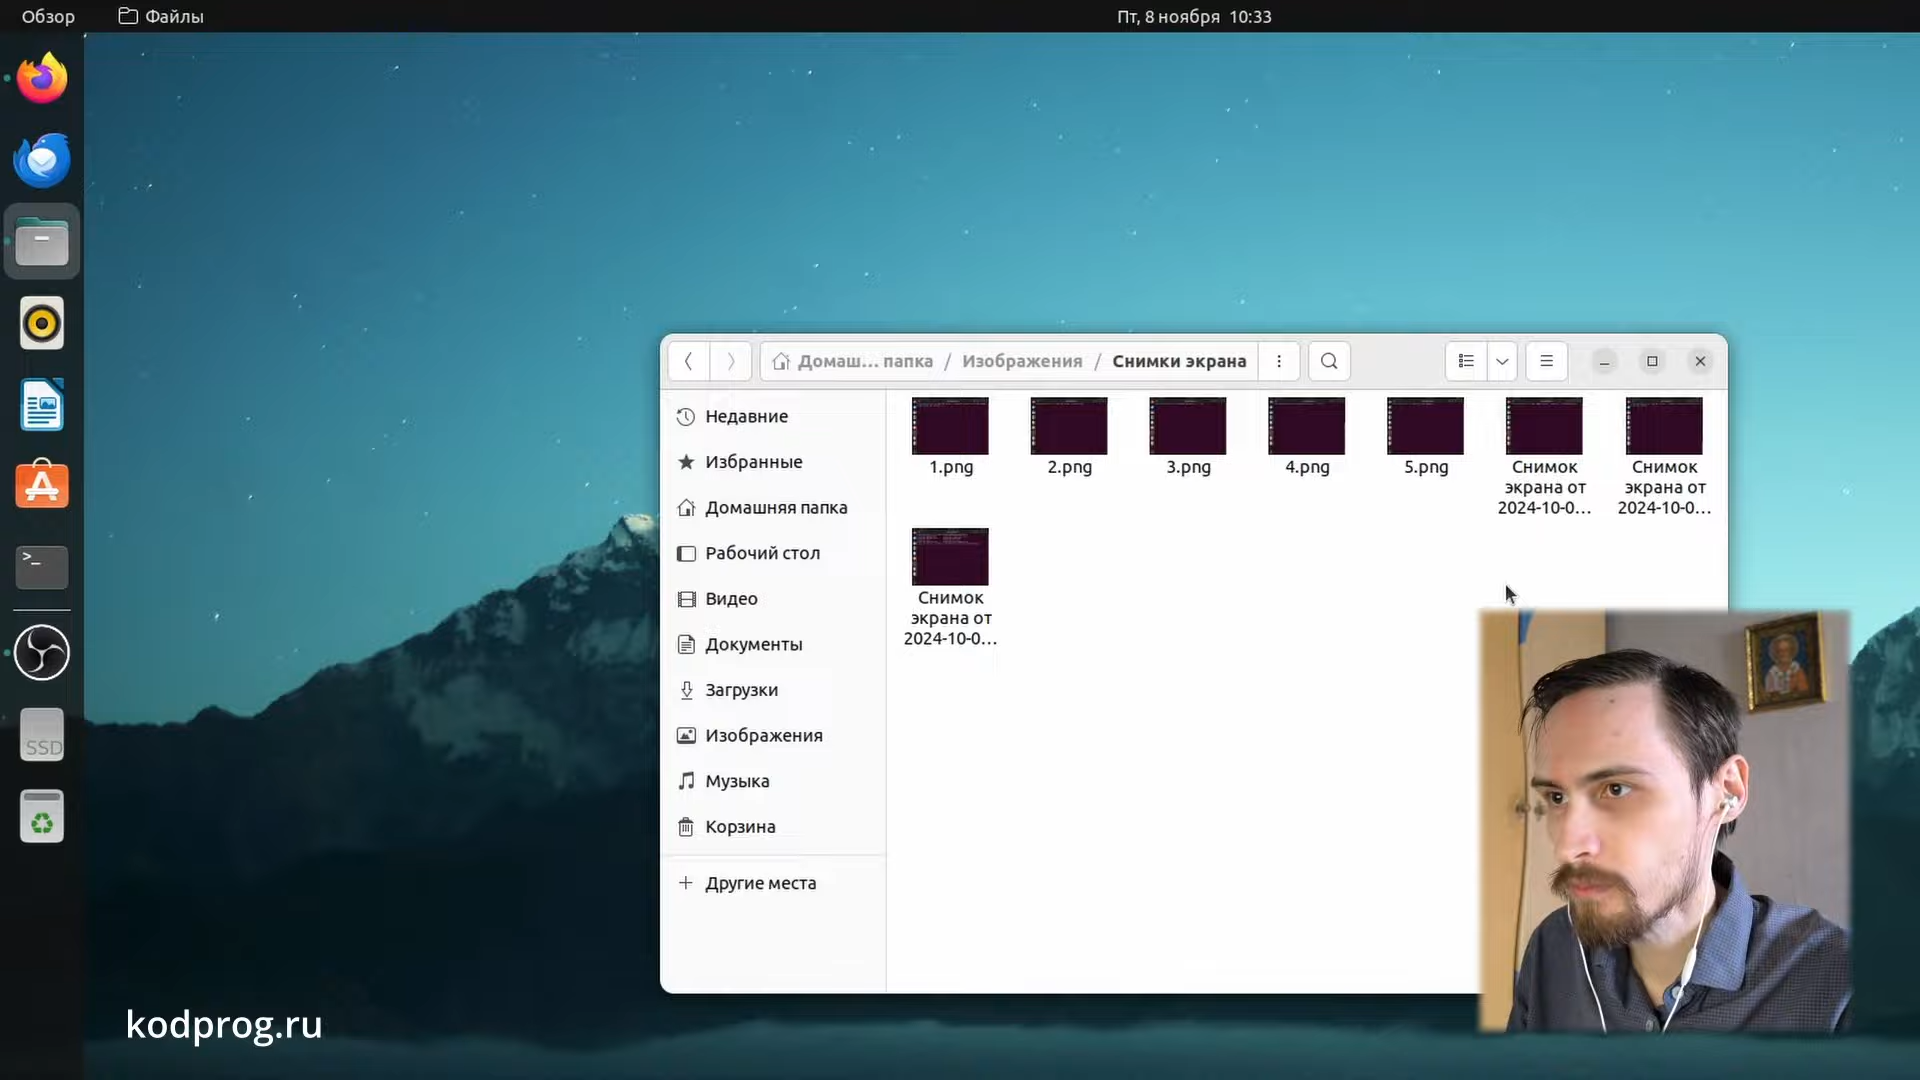 Обзор
Файлы
Пт, 8 ноября 10:33
Домаш... папка / Изображения / Снимки экрана
Недавние
Избранные
Домашняя папка
Рабочий стол
Видео
Документы
Загрузки
Изображения
Музыка
Корзина
Другие места
1.png
2.png
3.png
4.png
5.png
Снимок
экрана от
2024-10-0...
Снимок
экрана от
2024-10-0...
Снимок
экрана от
2024-10-0...
>_
SSD
kodprog.ru